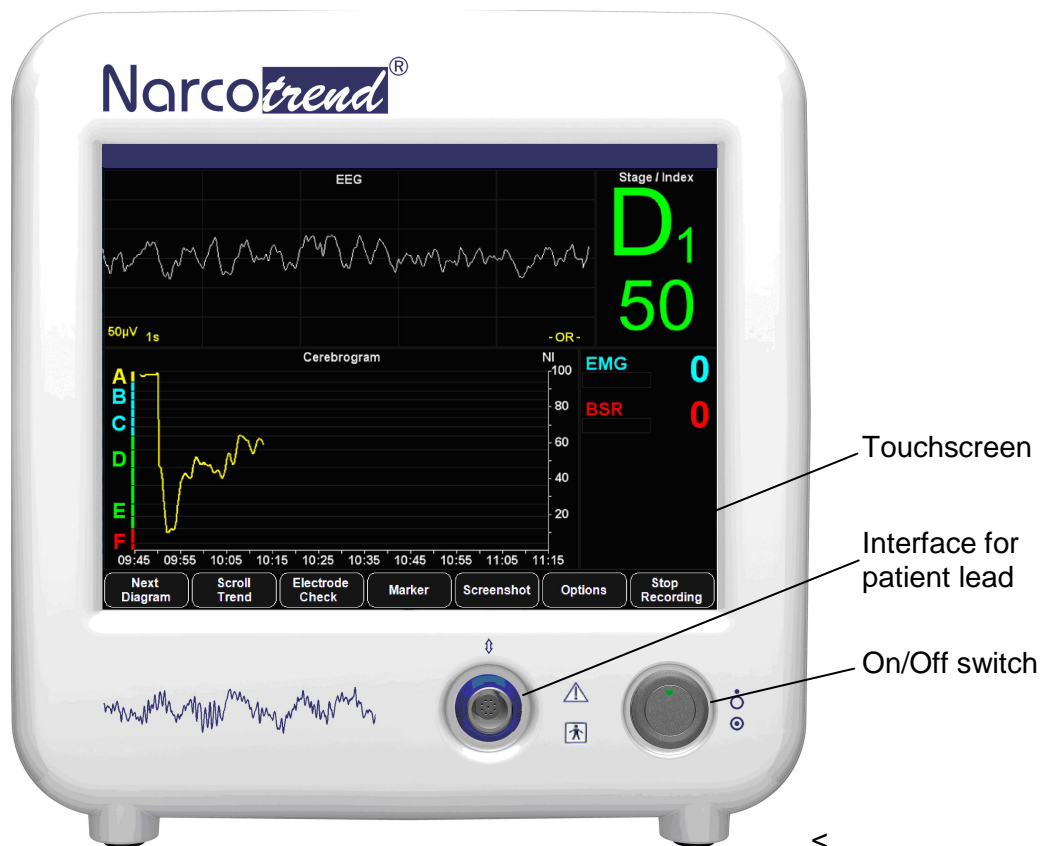 Narcotrend®
EEG
Stage / Index
D1
50
50µV 1s
- OR -
Cerebrogram
NI
A
B
C
D
E
F
100
80
60
40
20
09:45 09:55 10:05 10:15 10:25 10:35 10:45 10:55 11:05 11:15
EMG 0
BSR 0
Next
Diagram
Scroll
Trend
Electrode
Check
Marker
Screenshot
Options
Stop
Recording
Touchscreen
Interface for
patient lead
On/Off switch
<